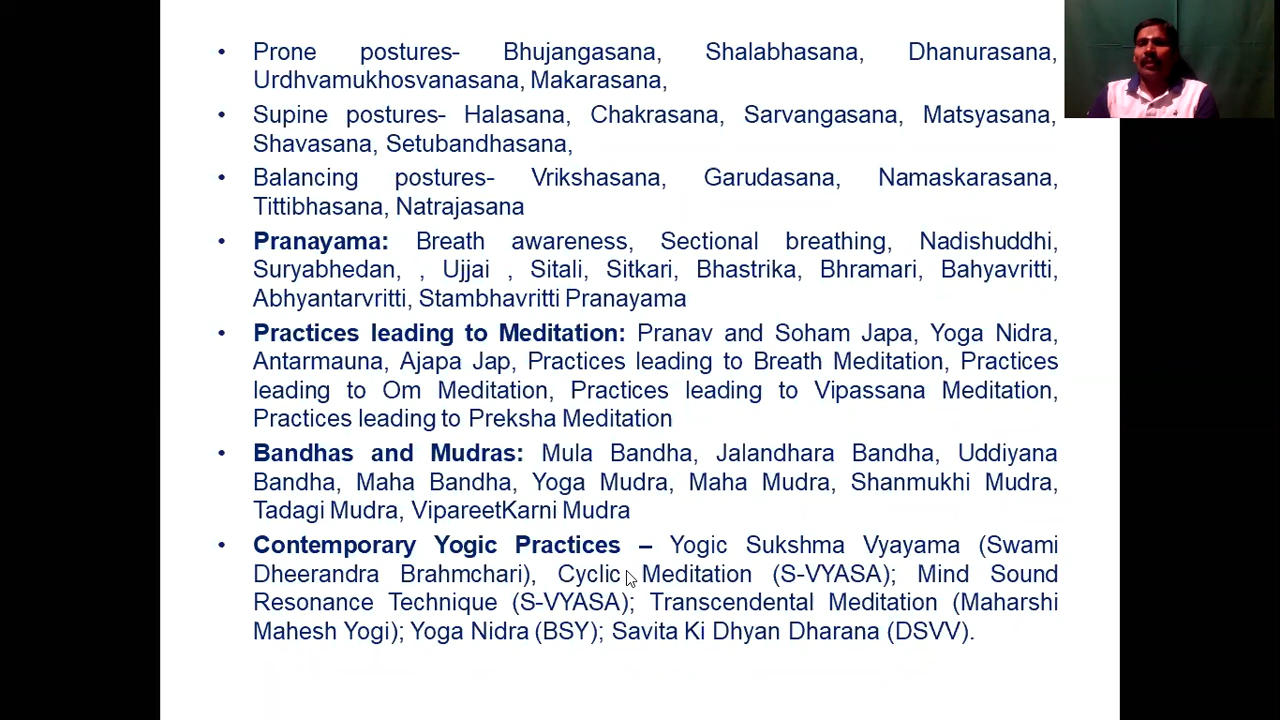 • Prone postures- Bhujangasana, Shalabhasana, Dhanurasana,
Urdhvamukhosvanasana, Makarasana,
• Supine postures- Halasana, Chakrasana, Sarvangasana, Matsyasana,
Shavasana, Setubandhasana,
• Balancing postures- Vrikshasana, Garudasana, Namaskarasana,
Tittibhasana, Natrajasana
• Pranayama: Breath awareness, Sectional breathing, Nadishuddhi,
Suryabhedan, , Ujjai , Sitali, Sitkari, Bhastrika, Bhramari, Bahyavritti,
Abhyantarvritti, Stambhavritti Pranayama
• Practices leading to Meditation: Pranav and Soham Japa, Yoga Nidra,
Antarmauna, Ajapa Jap, Practices leading to Breath Meditation, Practices
leading to Om Meditation, Practices leading to Vipassana Meditation,
Practices leading to Preksha Meditation
• Bandhas and Mudras: Mula Bandha, Jalandhara Bandha, Uddiyana
Bandha, Maha Bandha, Yoga Mudra, Maha Mudra, Shanmukhi Mudra,
Tadagi Mudra, VipareetKarni Mudra
• Contemporary Yogic Practices – Yogic Sukshma Vyayama (Swami
Dheerandra Brahmchari), Cyclic Meditation (S-VYASA); Mind Sound
Resonance Technique (S-VYASA); Transcendental Meditation (Maharshi
Mahesh Yogi); Yoga Nidra (BSY); Savita Ki Dhyan Dharana (DSVV).